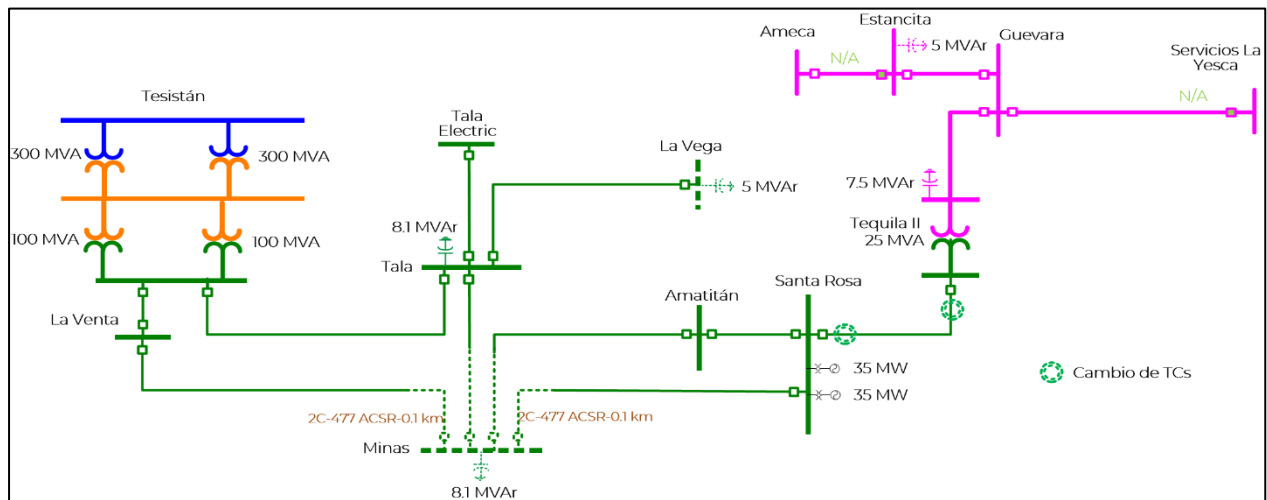 Estancita
Ameca
5 MVAr
Guevara
Servicios La
Yesca
N/A
N/A
Tesistán
300 MVA
300 MVA
100 MVA
100 MVA
Tala
Electric
La Vega
5 MVAr
7.5 MVAr
8.1 MVAr
Tala
Tequila II
25 MVA
La Venta
Amatitán
Santa Rosa
35 MW
35 MW
Cambio de TCs
2C-477 ACSR-0.1 km
2C-477 ACSR-0.1 km
Minas
8.1 MVAr